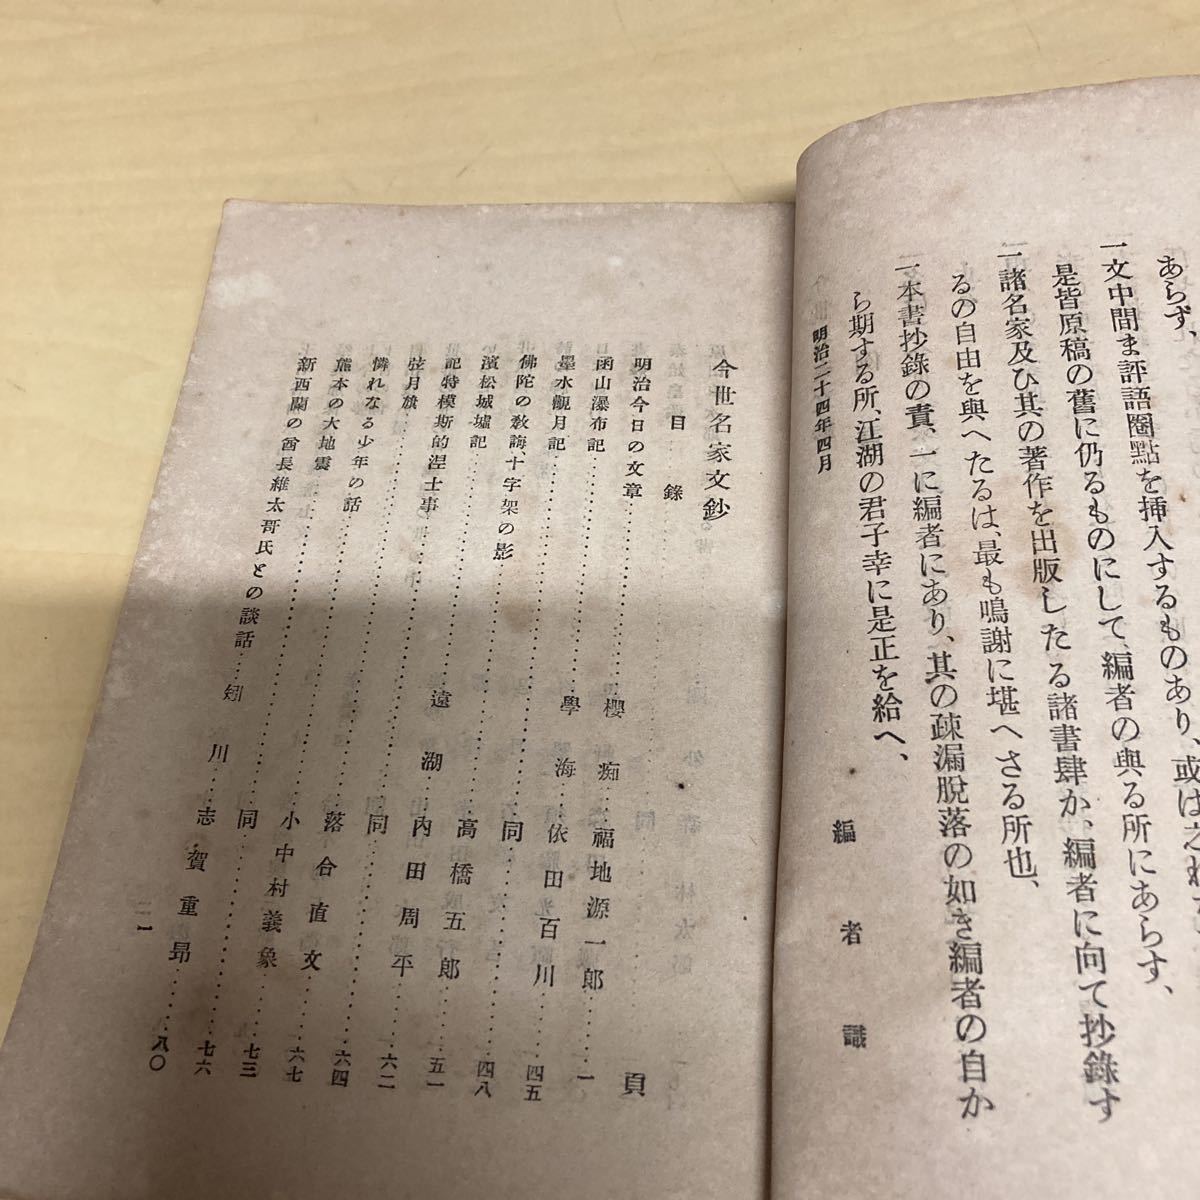 あらず、
一文中間ま評語圈點を挿入するものあり、或は之れ
是皆原稿の舊に仍るものにして、編者の與る所にあらす、
一諸名家及ひ其の著作を出版したる諸書肆か、編者に向て抄錄す
るの自由を與へたるは、最も鳴謝に堪へさる所也、
一本書抄錄の責、一に編者にあり、其の疎漏脱落の如き編者の自か
ら期する所、江湖の君子幸に是正を給へ、
明治二十四年四月
編者識
今世名家文鈔
目錄
頁
明治今日の文章……櫻痴 福地源一郎……一
函山瀑布記……學海 依田百川……四五
墨水觀月記……同……四八
佛陀の敎誨、十字架の影……高橋五郎……五一
濱松城墟記……遠湖 內田周平……六二
記特模斯的涅士事……同……六四
弦月旗……落合直文……六七
憐れなる少年の話……小中村義象……七三
熊本の大地震……同……七六
新西蘭の酋長維太哥氏との談話……矧川 志賀重昂……八〇